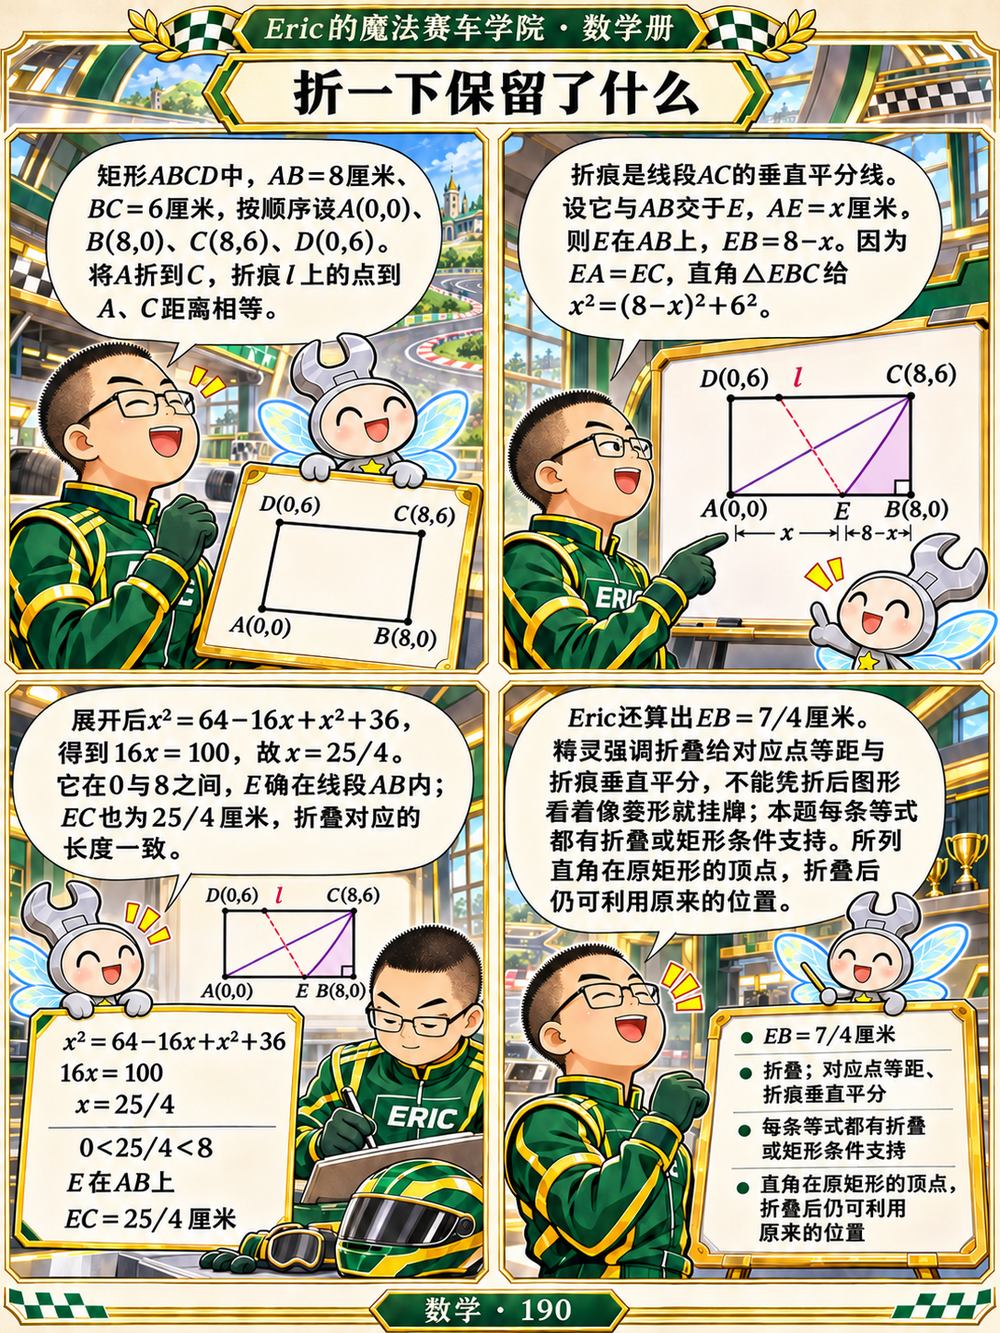 Eric的魔法赛车学院·数学册
折一下保留了什么
矩形ABCD中，AB=8厘米、
BC=6厘米，按顺序该A(0,0)、
B(8,0)、C(8,6)、D(0,6)。
将A折到C，折痕l上的点到
A、C距离相等。
D(0,6)
C(8,6)
A(0,0)
B(8,0)
E
折痕是线段AC的垂直平分线。
设它与AB交于E，AE=x厘米。
则E在AB上，EB=8−x。因为
EA=EC，直角△EBC给
x²=(8−x)²+6²。
D(0,6) l C(8,6)
A(0,0) E B(8,0)
x 8−x
ERIC
展开后x²=64−16x+x²+36，
得到16x=100，故x=25/4。
它在0与8之间，E确在线段AB内；
EC也为25/4厘米，折叠对应的
长度一致。
D(0,6) l C(8,6)
A(0,0) E B(8,0)
x²=64−16x+x²+36
16x=100
x=25/4
0<25/4<8
E在AB上
EC=25/4厘米
ERIC
Eric还算出EB=7/4厘米。
精灵强调折叠给对应点等距与
折痕垂直平分，不能凭折后图形
看着像菱形就挂牌；本题每条等式
都有折叠或矩形条件支持。所列
直角在原矩形的顶点，折叠后
仍可利用原来的位置。
• EB=7/4厘米
• 折叠；对应点等距、
折痕垂直平分
• 每条等式都有折叠
或矩形条件支持
• 直角在原矩形的顶点，
折叠后仍可利用
原来的位置
数学·190